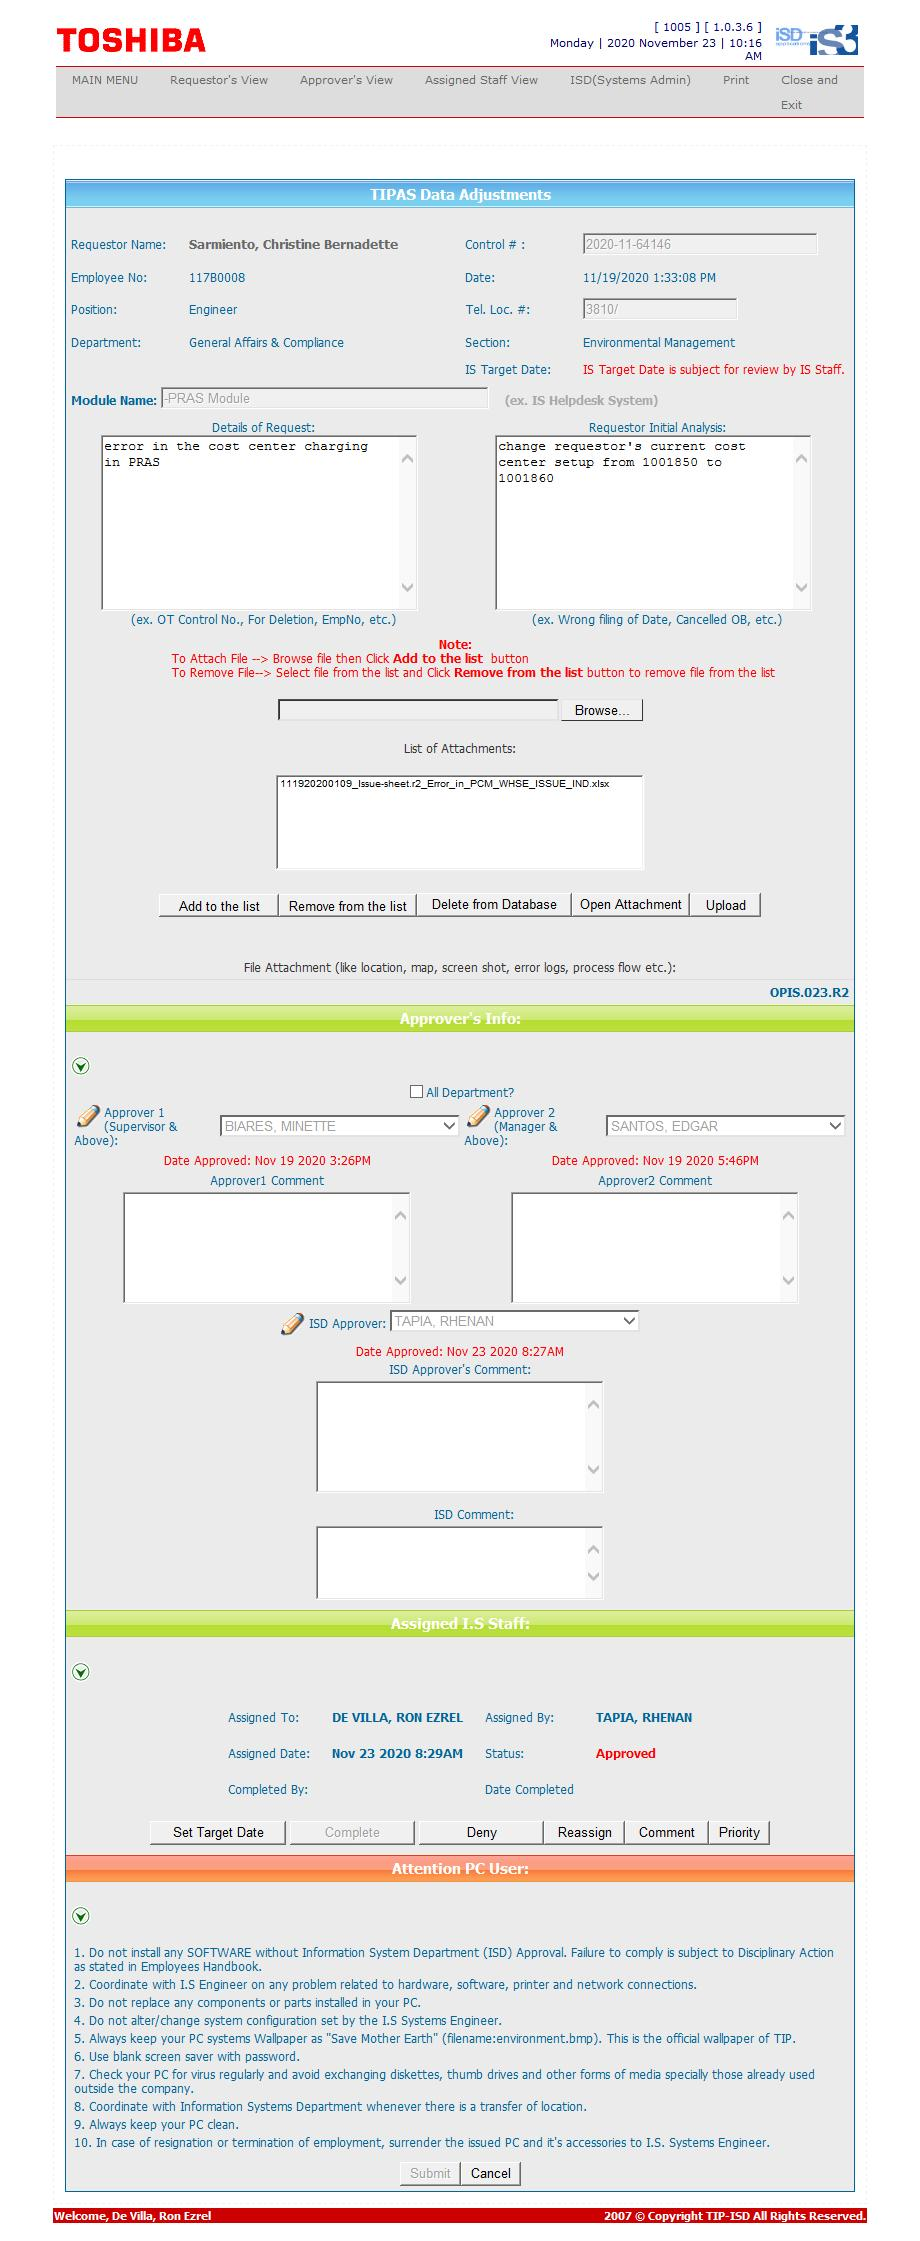 TOSHIBA
[ 1005 ] [ 1.0.3.6 ]
Monday | 2020 November 23 | 10:16
AM
iSD iS3
MAIN MENU Requestor's View Approver's View Assigned Staff View ISD(Systems Admin) Print Close and
Exit
TIPAS Data Adjustments
Requestor Name: Sarmiento, Christine Bernadette Control # : 2020-11-64146
Employee No: 117B0008 Date: 11/19/2020 1:33:08 PM
Position: Engineer Tel. Loc. #: 3810/
Department: General Affairs & Compliance Section: Environmental Management
IS Target Date: IS Target Date is subject for review by IS Staff.
Module Name: -PRAS Module (ex. IS Helpdesk System)
Details of Request: Requestor Initial Analysis:
error in the cost center charging
in PRAS
change requestor's current cost
center setup from 1001850 to
1001860
(ex. OT Control No., For Deletion, EmpNo, etc.) (ex. Wrong filing of Date, Cancelled OB, etc.)
Note:
To Attach File --> Browse file then Click Add to the list button
To Remove File--> Select file from the list and Click Remove from the list button to remove file from the list
Browse...
List of Attachments:
111920200109_Issue-sheet.r2_Error_in_PCM_WHSE_ISSUE_IND.xlsx
Add to the list Remove from the list Delete from Database Open Attachment Upload
File Attachment (like location, map, screen shot, error logs, process flow etc.):
OPIS.023.R2
Approver's Info:
All Department?
Approver 1
(Supervisor &
Above):
BIARES, MINETTE
Approver 2
(Manager &
Above):
SANTOS, EDGAR
Date Approved: Nov 19 2020 3:26PM Date Approved: Nov 19 2020 5:46PM
Approver1 Comment Approver2 Comment
ISD Approver: TAPIA, RHENAN
Date Approved: Nov 23 2020 8:27AM
ISD Approver's Comment:
ISD Comment:
Assigned I.S Staff:
Assigned To: DE VILLA, RON EZREL Assigned By: TAPIA, RHENAN
Assigned Date: Nov 23 2020 8:29AM Status: Approved
Completed By: Date Completed
Set Target Date Complete Deny Reassign Comment Priority
Attention PC User:
1. Do not install any SOFTWARE without Information System Department (ISD) Approval. Failure to comply is subject to Disciplinary Action
as stated in Employees Handbook.
2. Coordinate with I.S Engineer on any problem related to hardware, software, printer and network connections.
3. Do not replace any components or parts installed in your PC.
4. Do not alter/change system configuration set by the I.S Systems Engineer.
5. Always keep your PC systems Wallpaper as "Save Mother Earth" (filename:environment.bmp). This is the official wallpaper of TIP.
6. Use blank screen saver with password.
7. Check your PC for virus regularly and avoid exchanging diskettes, thumb drives and other forms of media specially those already used
outside the company.
8. Coordinate with Information Systems Department whenever there is a transfer of location.
9. Always keep your PC clean.
10. In case of resignation or termination of employment, surrender the issued PC and it's accessories to I.S. Systems Engineer.
Submit Cancel
Welcome, De Villa, Ron Ezrel 2007 © Copyright TIP-ISD All Rights Reserved.